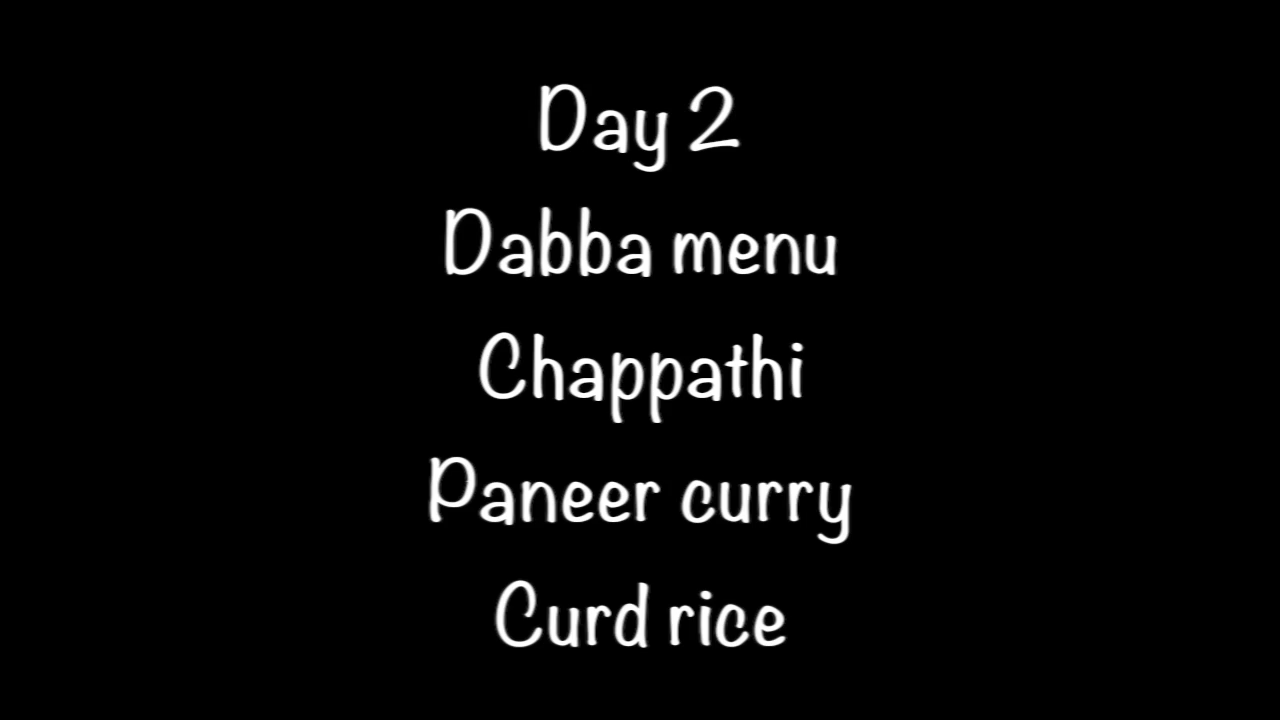 Day 2
Dabba menu
Chappathi
Paneer curry
Curd rice